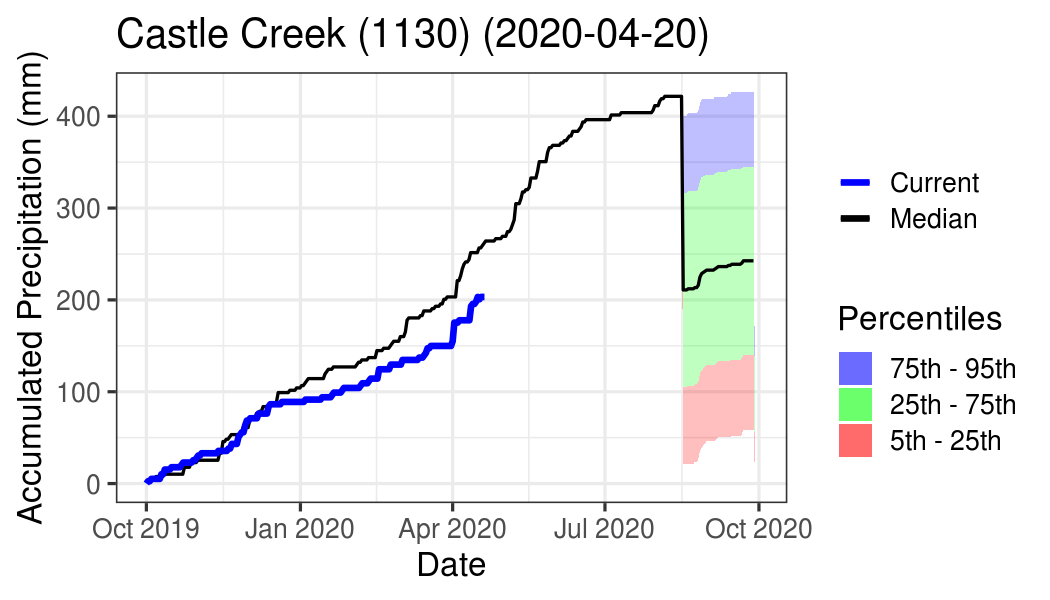 Castle Creek (1130) (2020-04-20)
Accumulated Precipitation (mm)
400
300
200
100
0
Oct 2019
Jan 2020
Apr 2020
Jul 2020
Oct 2020
Date
Current
Median
Percentiles
75th - 95th
25th - 75th
5th - 25th